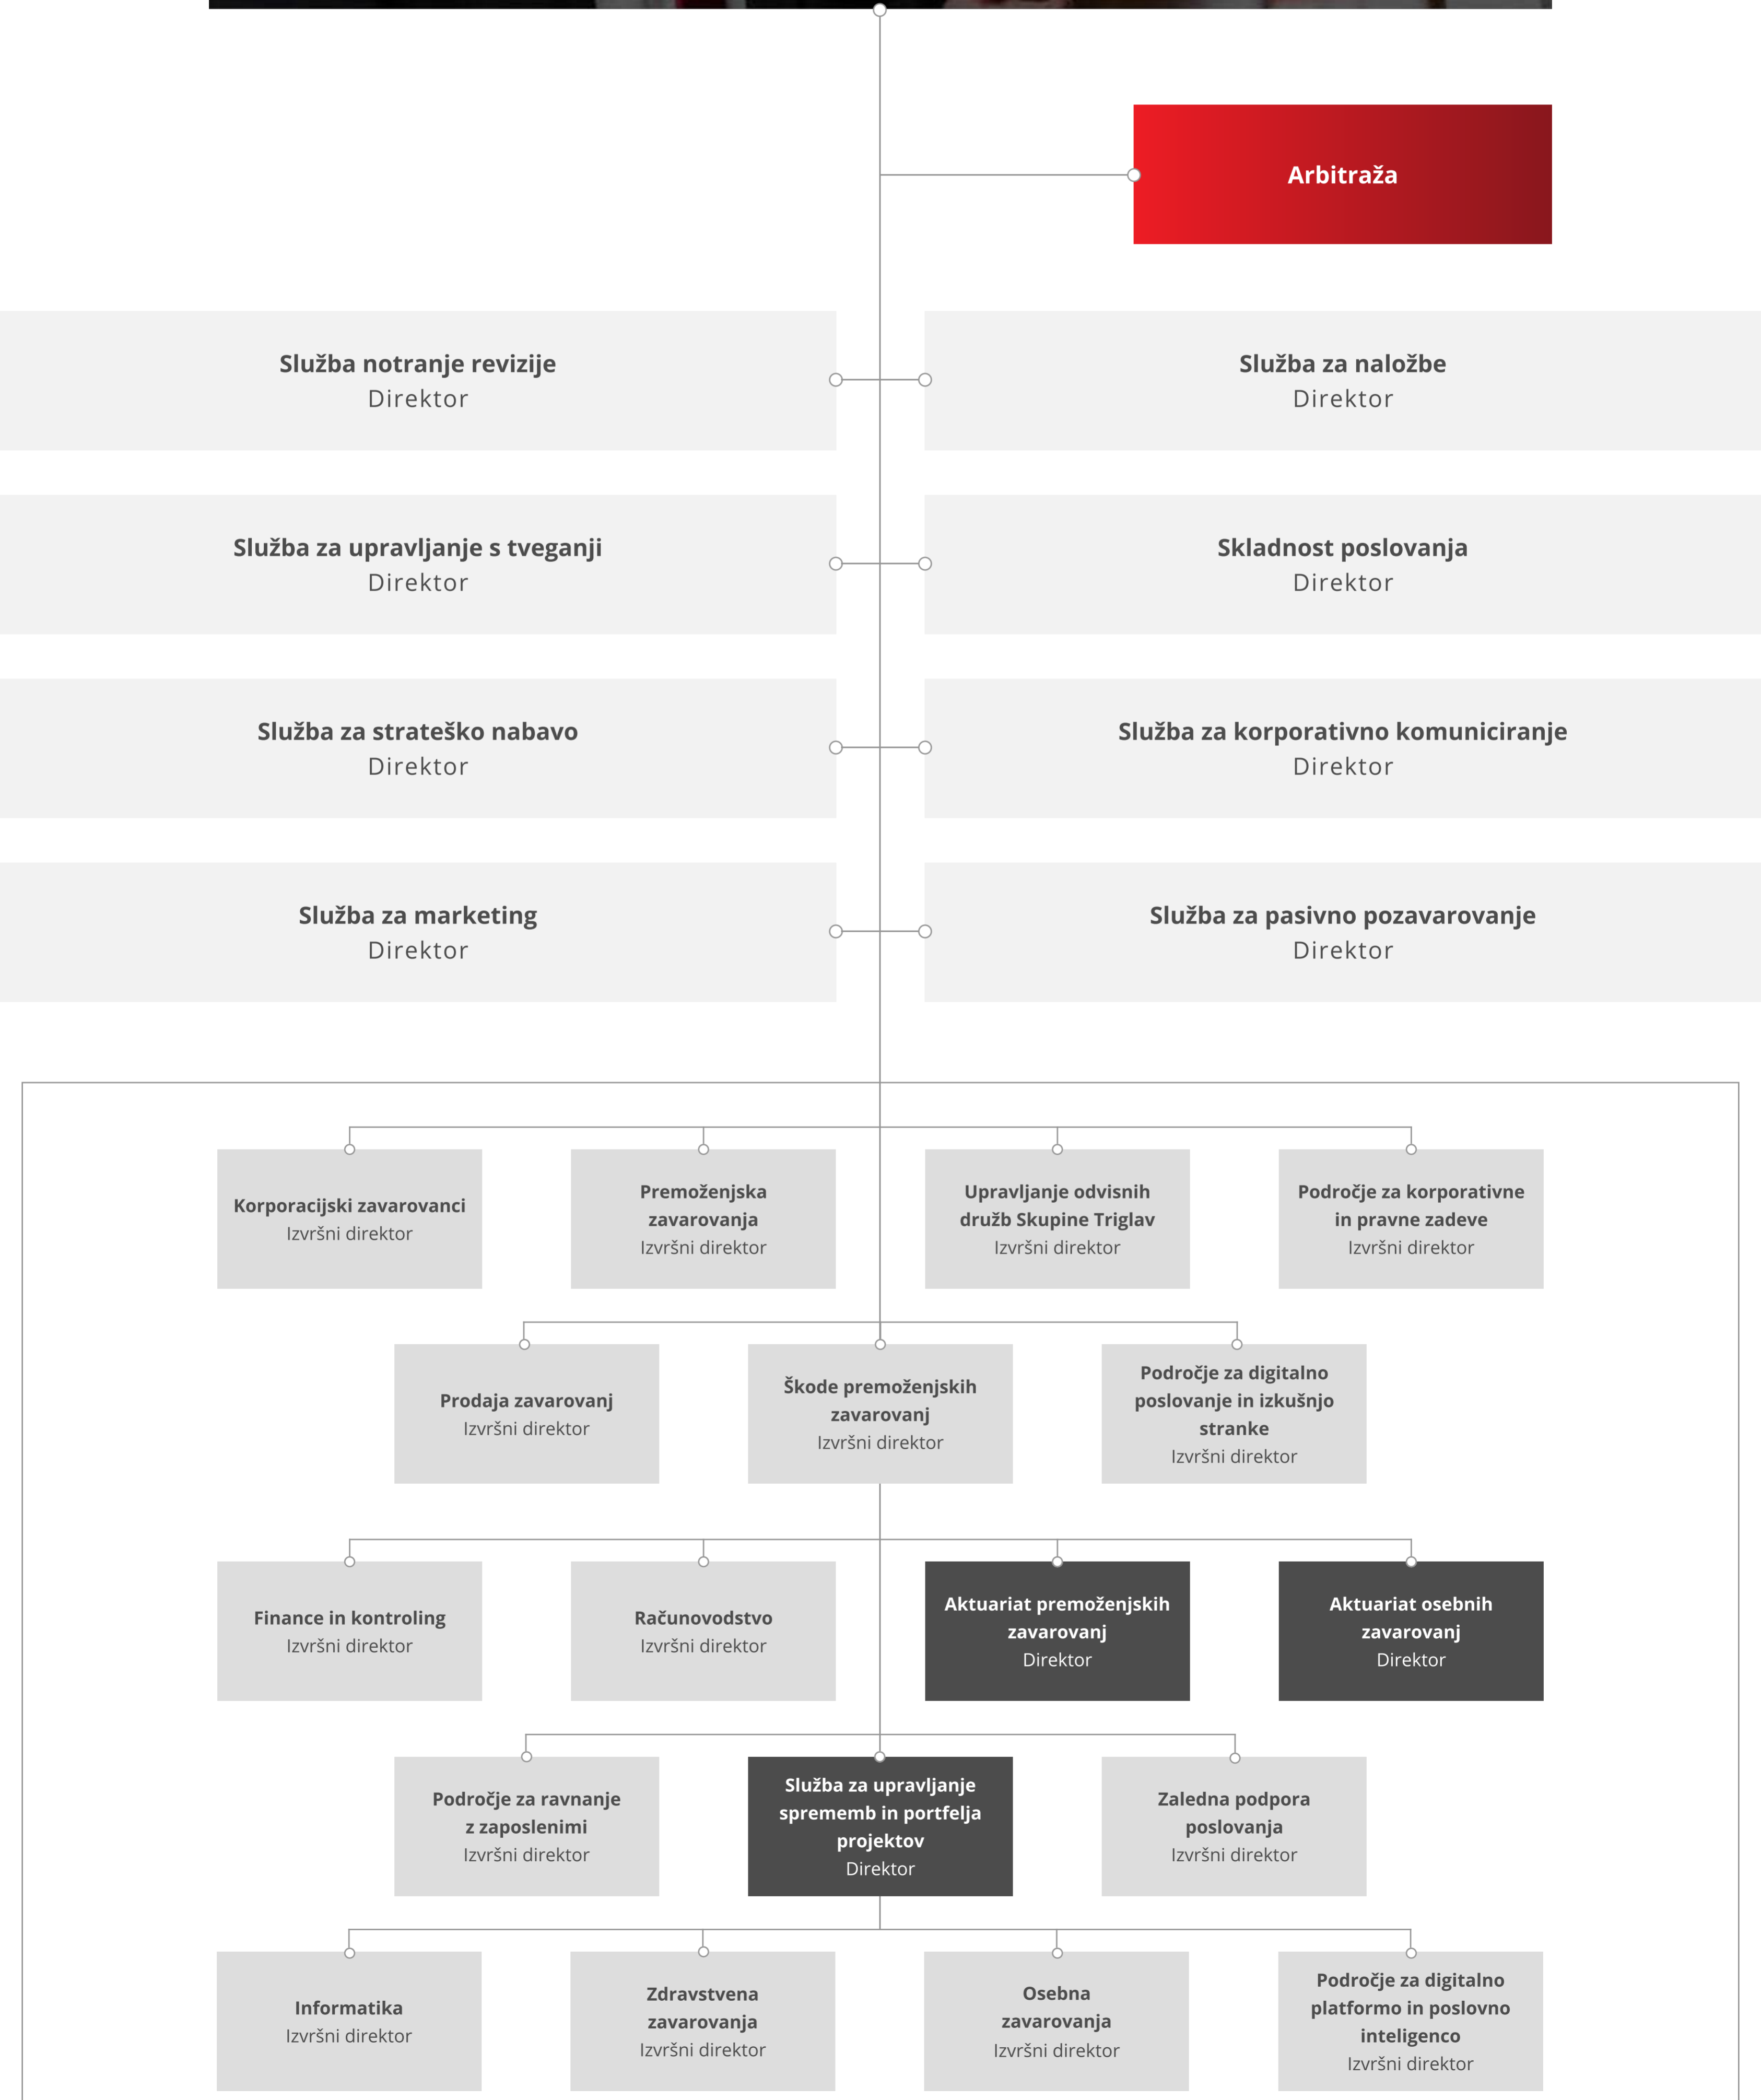 Arbitraža
Služba notranje revizije
Direktor
Služba za naložbe
Direktor
Služba za upravljanje s tveganji
Direktor
Skladnost poslovanja
Direktor
Služba za strateško nabavo
Direktor
Služba za korporativno komuniciranje
Direktor
Služba za marketing
Direktor
Služba za pasivno pozavarovanje
Direktor
Korporacijski zavarovanci
Izvršni direktor
Premoženjska
zavarovanja
Izvršni direktor
Upravljanje odvisnih
družb Skupine Triglav
Izvršni direktor
Področje za korporativne
in pravne zadeve
Izvršni direktor
Prodaja zavarovanj
Izvršni direktor
Škode premoženjskih
zavarovanj
Izvršni direktor
Področje za digitalno
poslovanje in izkušnjo
stranke
Izvršni direktor
Finance in kontroling
Izvršni direktor
Računovodstvo
Izvršni direktor
Aktuariat premoženjskih
zavarovanj
Direktor
Aktuariat osebnih
zavarovanj
Direktor
Področje za ravnanje
z zaposlenimi
Izvršni direktor
Služba za upravljanje
sprememb in portfelja
projektov
Direktor
Zaledna podpora
poslovanja
Izvršni direktor
Informatika
Izvršni direktor
Zdravstvena
zavarovanja
Izvršni direktor
Osebna
zavarovanja
Izvršni direktor
Področje za digitalno
platformo in poslovno
inteligenco
Izvršni direktor